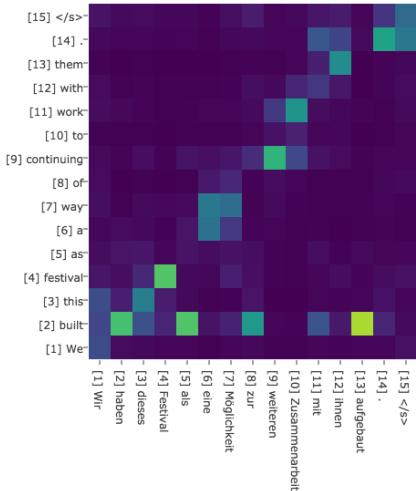 [15] </s>
[14] .
[13] them
[12] with
[11] work
[10] to
[9] continuing
[8] of
[7] way
[6] a
[5] as
[4] festival
[3] this
[2] built
[1] We
[1] Wir
[2] haben
[3] dieses
[4] Festival
[5] als
[6] eine
[7] Möglichkeit
[8] zur
[9] weiteren
[10] Zusammenarbeit
[11] mit
[12] ihnen
[13] aufgebaut
[14] .
[15] </s>